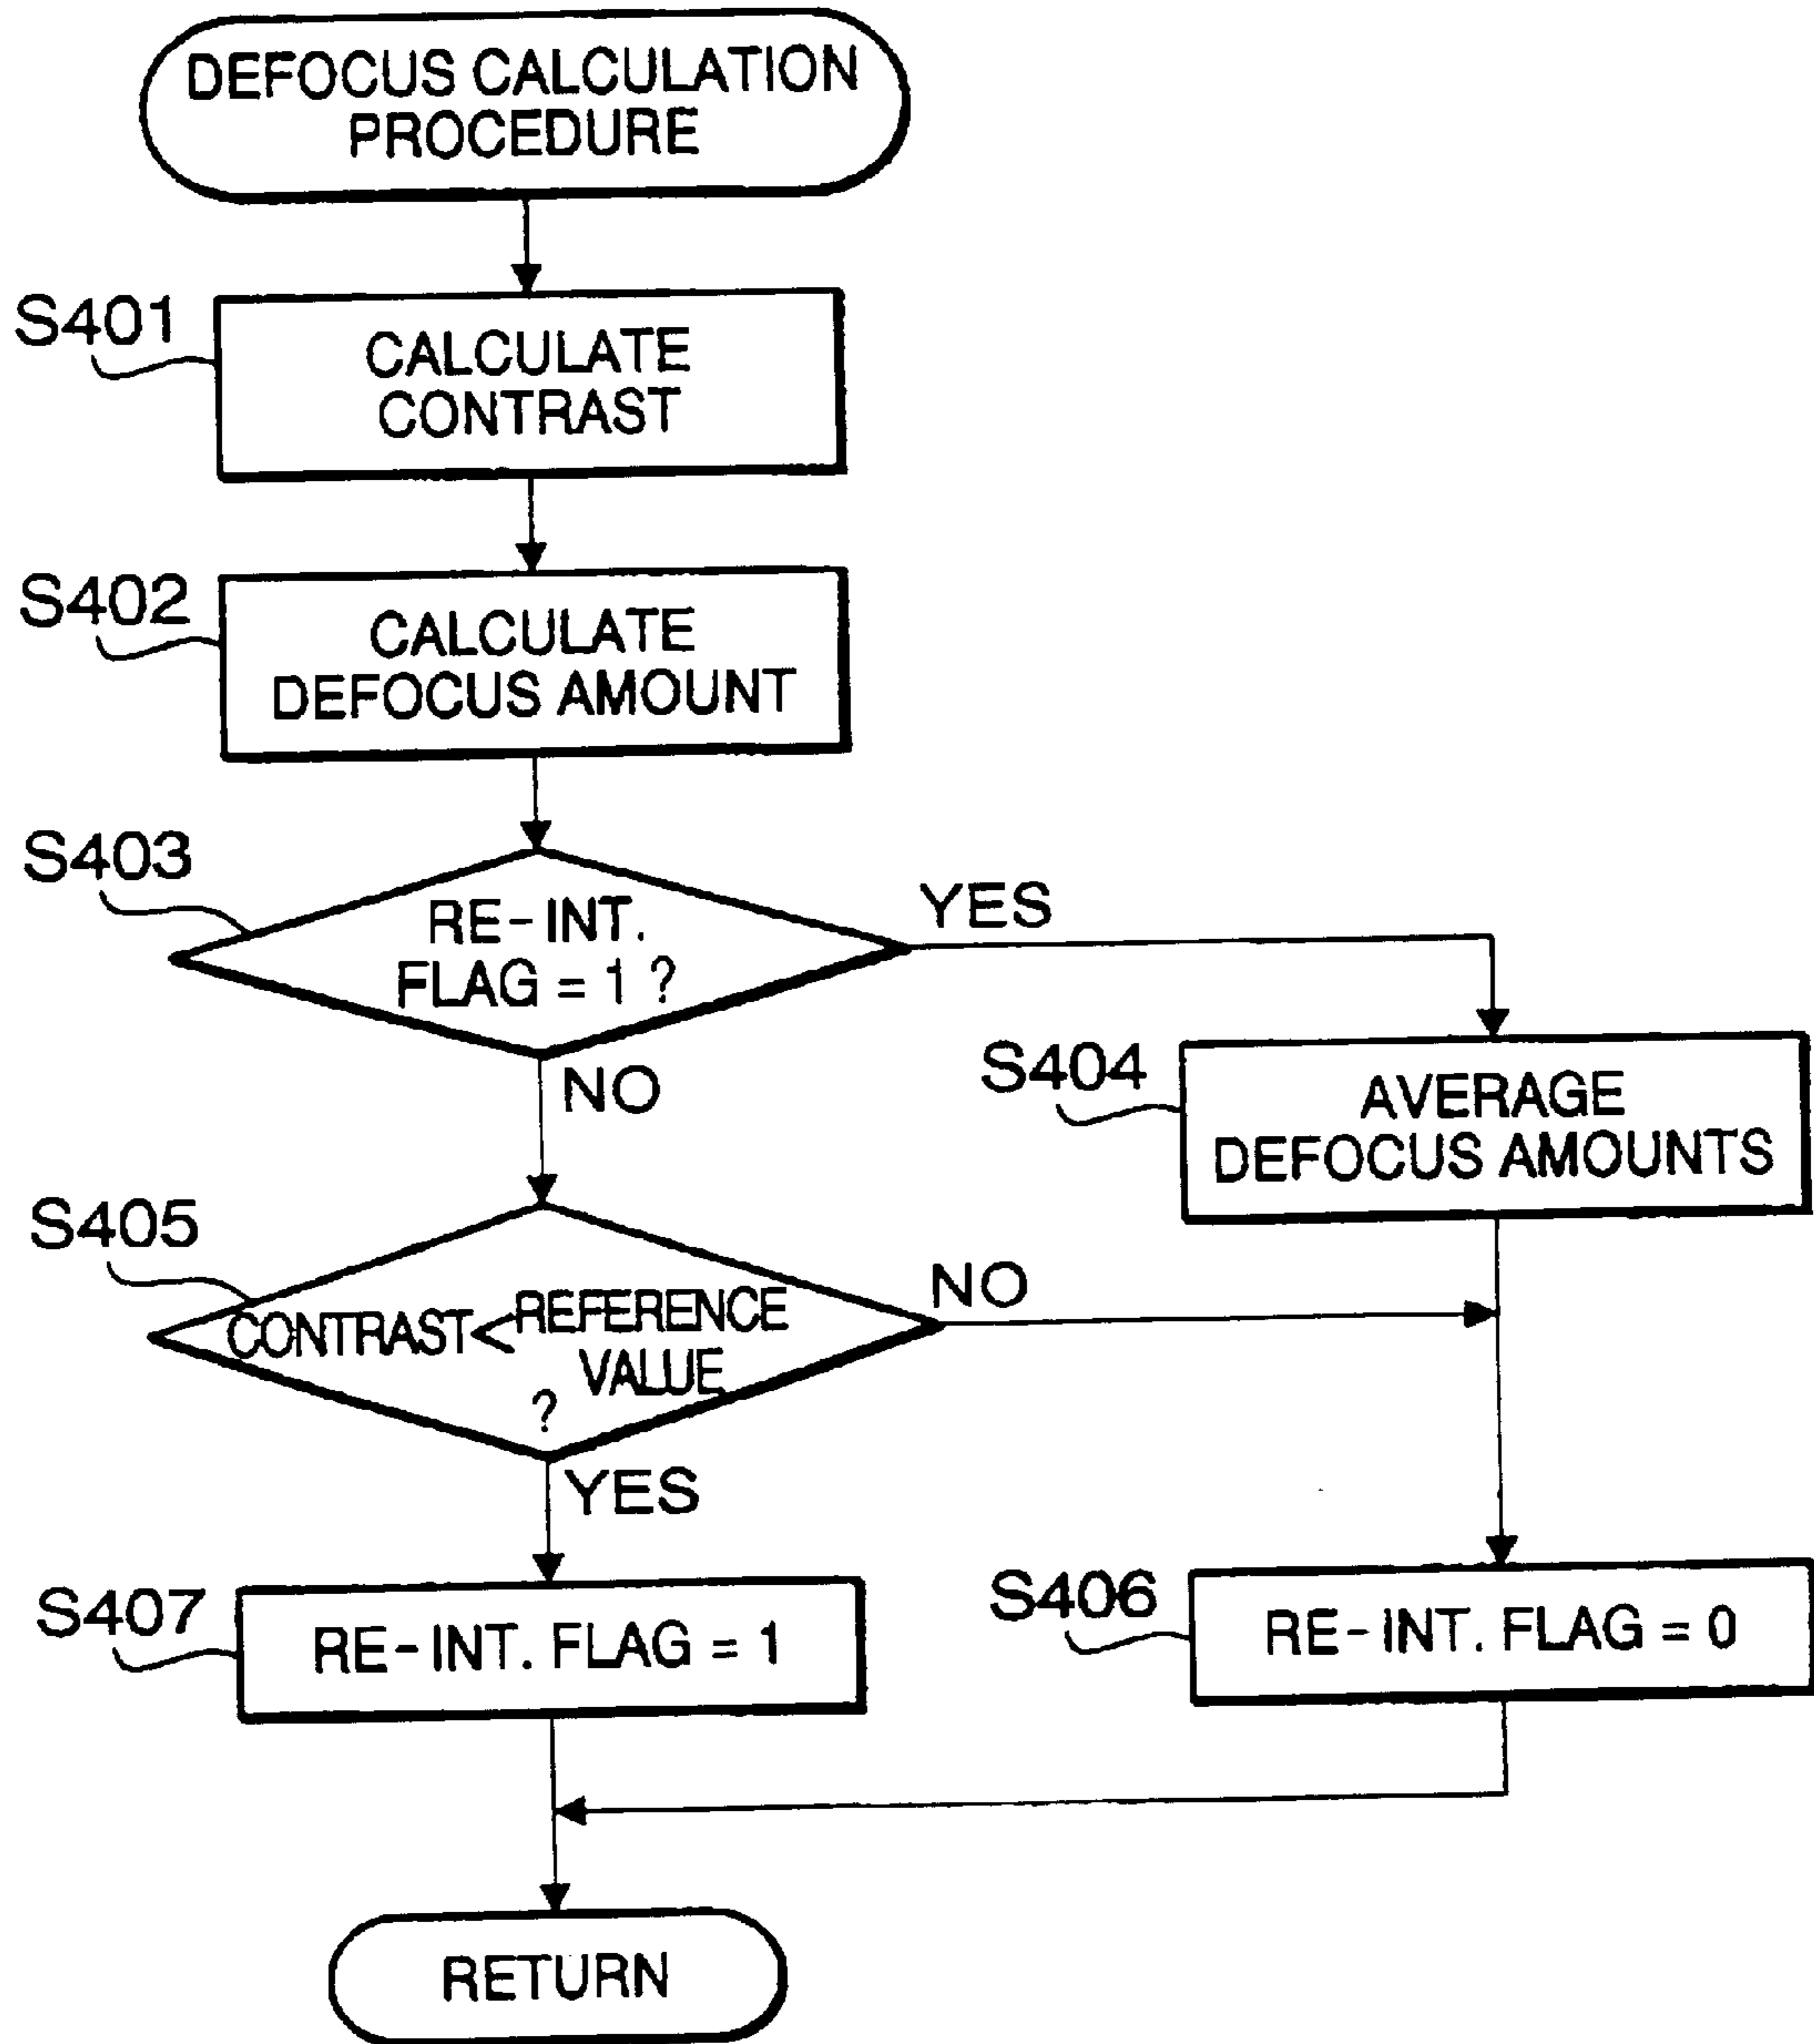 DEFOCUS CALCULATION
PROCEDURE
S401
CALCULATE
CONTRAST
S402
CALCULATE
DEFOCUS AMOUNT
S403
RE-INT.
FLAG = 1 ?
YES
NO
S404
AVERAGE
DEFOCUS AMOUNTS
S405
CONTRAST<REFERENCE
VALUE
?
NO
YES
S407
RE-INT. FLAG = 1
S406
RE-INT. FLAG = 0
RETURN